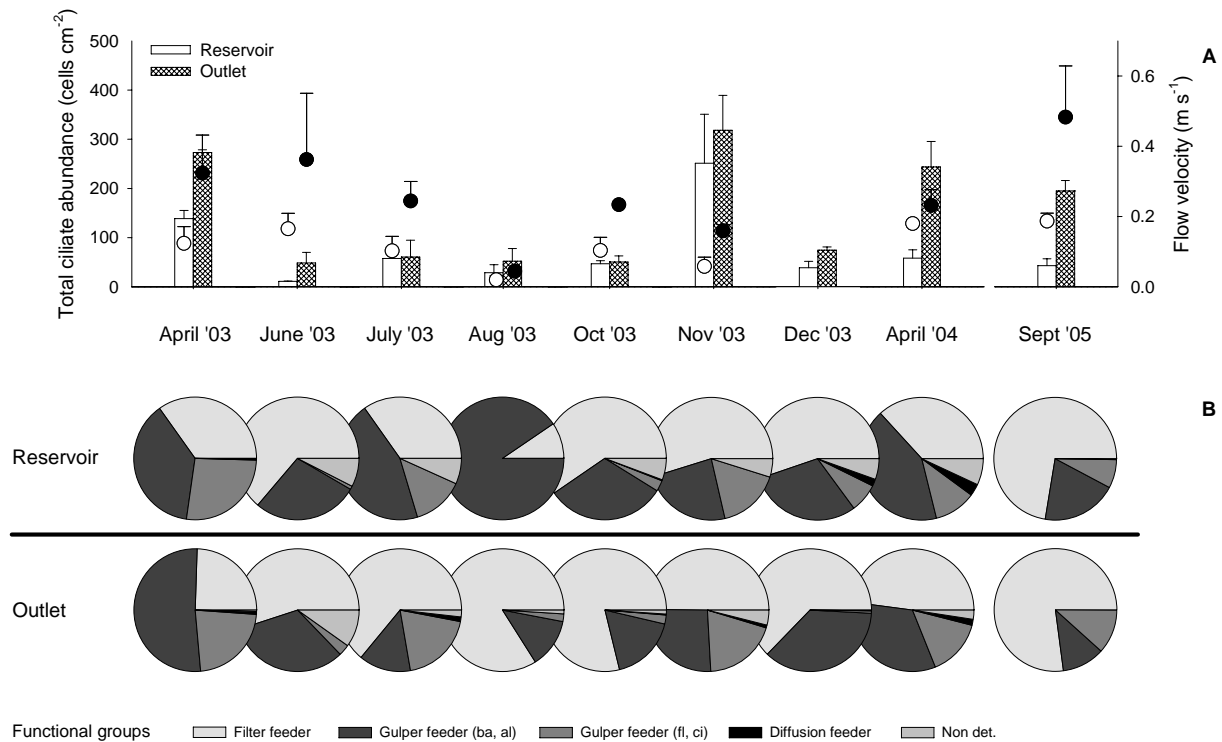 A
Total ciliate abundance (cells cm-2)
500
400
300
200
100
0
Reservoir
Outlet
0.6
0.4
0.2
0.0
Flow velocity (m s-1)
April '03 June '03 July '03 Aug '03 Oct '03 Nov '03 Dec '03 April '04 Sept '05
B
Reservoir
Outlet
Functional groups Filter feeder Gulper feeder (ba, al) Gulper feeder (fl, ci) Diffusion feeder Non det.